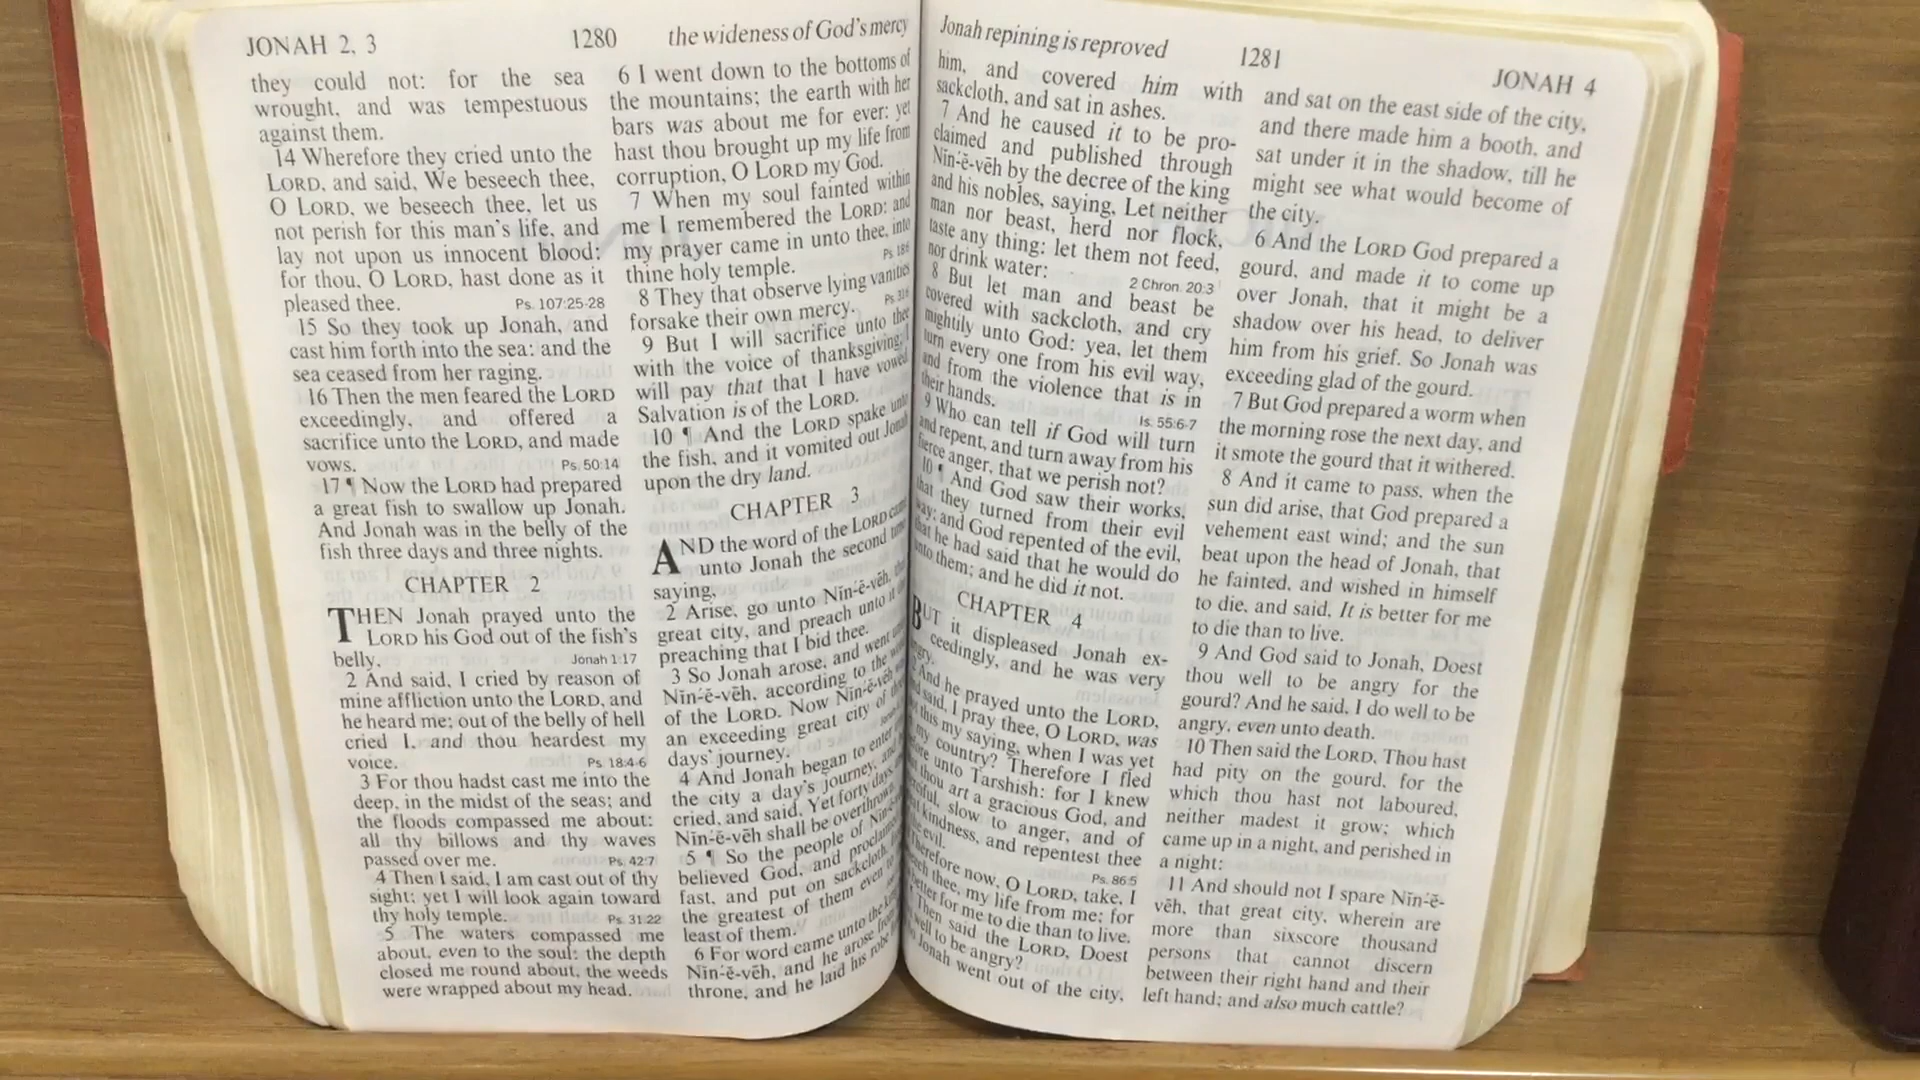 JONAH 2, 3
1280
the wideness of God's mercy
they could not: for the sea
wrought, and was tempestuous
against them.
14 Wherefore they cried unto the
LORD, and said, We beseech thee,
O LORD, we beseech thee, let us
not perish for this man's life, and
lay not upon us innocent blood:
for thou, O LORD, hast done as it
pleased thee. Ps. 107:25-28
15 So they took up Jonah, and
cast him forth into the sea: and the
sea ceased from her raging.
16 Then the men feared the LORD
exceedingly, and offered a
sacrifice unto the LORD, and made
vows. Ps. 50:14
17 ¶ Now the LORD had prepared
a great fish to swallow up Jonah.
And Jonah was in the belly of the
fish three days and three nights.
CHAPTER 2
THEN Jonah prayed unto the
LORD his God out of the fish's
belly, Jonah 1:17
2 And said, I cried by reason of
mine affliction unto the LORD, and
he heard me; out of the belly of hell
cried I, and thou heardest my
voice. Ps. 18:4-6
3 For thou hadst cast me into the
deep, in the midst of the seas; and
the floods compassed me about:
all thy billows and thy waves
passed over me. Ps. 42:7
4 Then I said, I am cast out of thy
sight; yet I will look again toward
thy holy temple. Ps. 31:22
5 The waters compassed me
about, even to the soul: the depth
closed me round about, the weeds
were wrapped about my head.
6 I went down to the bottoms of
the mountains; the earth with her
bars was about me for ever: yet
hast thou brought up my life from
corruption, O LORD my God.
7 When my soul fainted within
me I remembered the LORD: and
my prayer came in unto thee, into
thine holy temple. Ps. 18:6
8 They that observe lying vanities
forsake their own mercy. Ps. 31:6
9 But I will sacrifice unto thee
with the voice of thanksgiving; I
will pay that that I have vowed.
Salvation is of the LORD.
10 ¶ And the LORD spake unto
the fish, and it vomited out Jonah
upon the dry land.
CHAPTER 3
AND the word of the LORD came
unto Jonah the second time,
saying,
2 Arise, go unto Nĭn´-ĕ-vēh, that
great city, and preach unto it
preaching that I bid thee.
3 So Jonah arose, and went
Nĭn´-ĕ-vēh, according to the
of the LORD. Now Nĭn´-ĕ-vēh
an exceeding great city of
days' journey.
4 And Jonah began to enter
the city a day's journey, and
cried, and said, Yet forty days,
Nĭn´-ĕ-vēh shall be overthrown.
5 ¶ So the people of
believed God, and proclaimed
fast, and put on sackcloth,
the greatest of them even to
least of them.
6 For word came unto the
Nĭn´-ĕ-vēh, and he arose from
throne, and he laid his robe
Jonah repining is reproved
1281
JONAH 4
him, and covered him with
sackcloth, and sat in ashes.
7 And he caused it to be pro-
claimed and published through
Nĭn´-ĕ-vēh by the decree of the king
and his nobles, saying, Let neither
man nor beast, herd nor flock,
taste any thing: let them not feed,
nor drink water: 2 Chron. 20:3
8 But let man and beast be
covered with sackcloth, and cry
mightily unto God: yea, let them
turn every one from his evil way,
and from the violence that is in
their hands. Is. 55:6-7
9 Who can tell if God will turn
and repent, and turn away from his
fierce anger, that we perish not?
10 ¶ And God saw their works,
that they turned from their evil
way; and God repented of the evil,
that he had said that he would do
unto them; and he did it not.
CHAPTER 4
BUT it displeased Jonah ex-
ceedingly, and he was very
angry.
And he prayed unto the LORD,
and said, I pray thee, O LORD, was
this my saying, when I was yet
my country? Therefore I fled
unto Tarshish: for I knew
thou art a gracious God, and
slow to anger, and of
kindness, and repentest thee
evil. Ps. 86:5
Therefore now, O LORD, take, I
thee, my life from me; for
better for me to die than to live.
Then said the LORD, Doest
well to be angry?
Jonah went out of the city,
and sat on the east side of the city,
and there made him a booth, and
sat under it in the shadow, till he
might see what would become of
the city.
6 And the LORD God prepared a
gourd, and made it to come up
over Jonah, that it might be a
shadow over his head, to deliver
him from his grief. So Jonah was
exceeding glad of the gourd.
7 But God prepared a worm when
the morning rose the next day, and
it smote the gourd that it withered.
8 And it came to pass, when the
sun did arise, that God prepared a
vehement east wind; and the sun
beat upon the head of Jonah, that
he fainted, and wished in himself
to die, and said, It is better for me
to die than to live.
9 And God said to Jonah, Doest
thou well to be angry for the
gourd? And he said, I do well to be
angry, even unto death.
10 Then said the LORD, Thou hast
had pity on the gourd, for the
which thou hast not laboured,
neither madest it grow; which
came up in a night, and perished in
a night:
11 And should not I spare Nĭn´-ĕ-
vēh, that great city, wherein are
more than sixscore thousand
persons that cannot discern
between their right hand and their
left hand; and also much cattle?